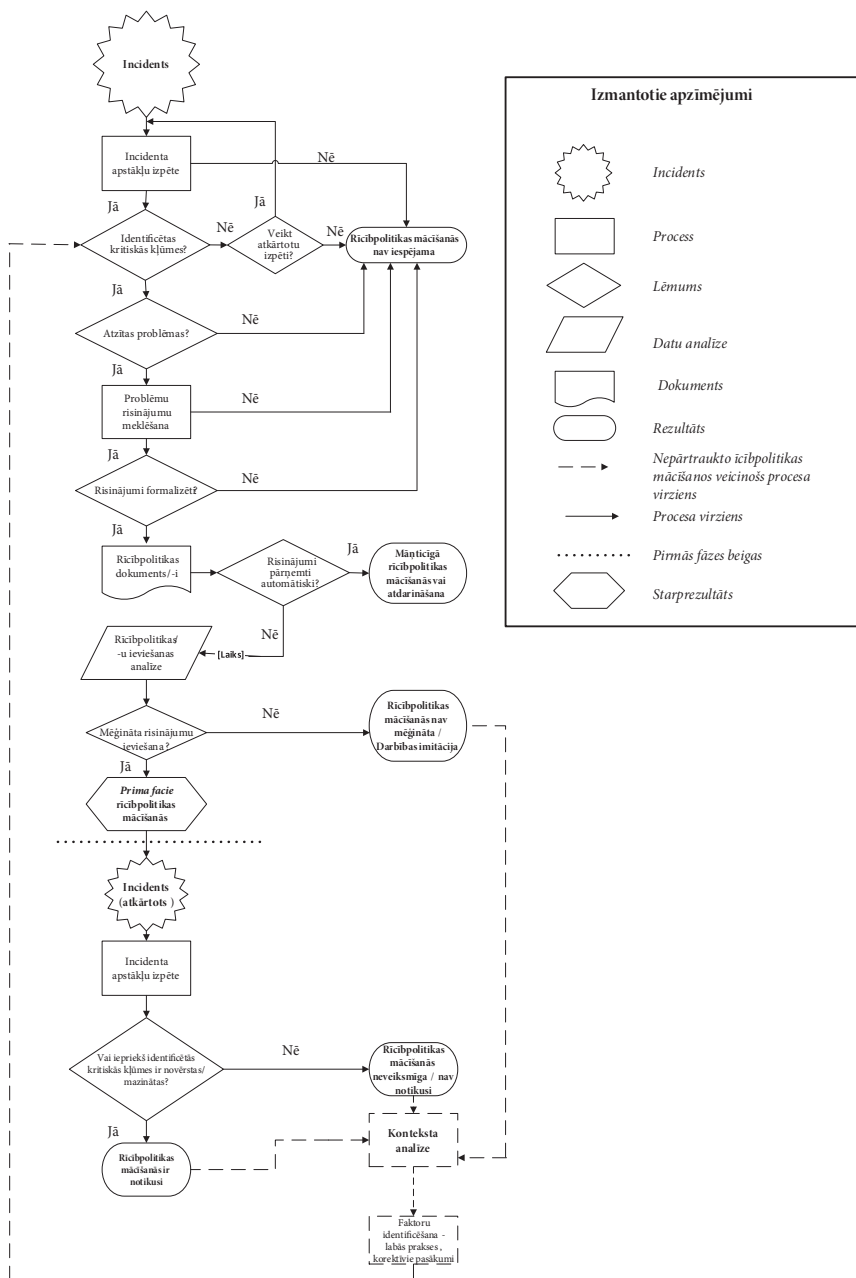 Incidents
Incidenta
apstākļu izpēte
Nē
Jā
Jā
Identificētas
kritiskās kļūmes?
Nē
Veikt
atkārtotu
izpēti?
Nē
Rīcībpolitikas mācīšanās
nav iespējama
Jā
Atzītas problēmas?
Nē
Jā
Problēmu
risinājumu
meklēšana
Nē
Jā
Risinājumi formalizēti?
Nē
Jā
Rīcībpolitikas
dokuments/-i
Risinājumi
pārņemti
automātiski?
Jā
Māņticīgā
rīcībpolitikas
mācīšanās vai
atdarināšana
Nē
[Laiks]
Rīcībpolitikas/
-u ieviešanas
analīze
Mēģināta risinājumu
ieviešana?
Nē
Rīcībpolitikas
mācīšanās nav
mēģināta /
Darbības imitācija
Jā
Prima facie
rīcībpolitikas
mācīšanās
Incidents
(atkārtots )
Incidenta
apstākļu izpēte
Vai iepriekš identificētās
kritiskās kļūmes ir novērstas/
mazinātas?
Nē
Rīcībpolitikas
mācīšanās
neveiksmīga / nav
notikusi
Jā
Rīcībpolitikas
mācīšanās ir
notikusi
Konteksta
analīze
Faktoru
identificēšana -
labās prakses ,
korektīvie pasākumi
Izmantotie apzīmējumi
Incidents
Process
Lēmums
Datu analīze
Dokuments
Rezultāts
Nepārtraukto īcībpolitikas
mācīšanos veicinošs procesa
virziens
Procesa virziens
Pirmās fāzes beigas
Starprezultāts